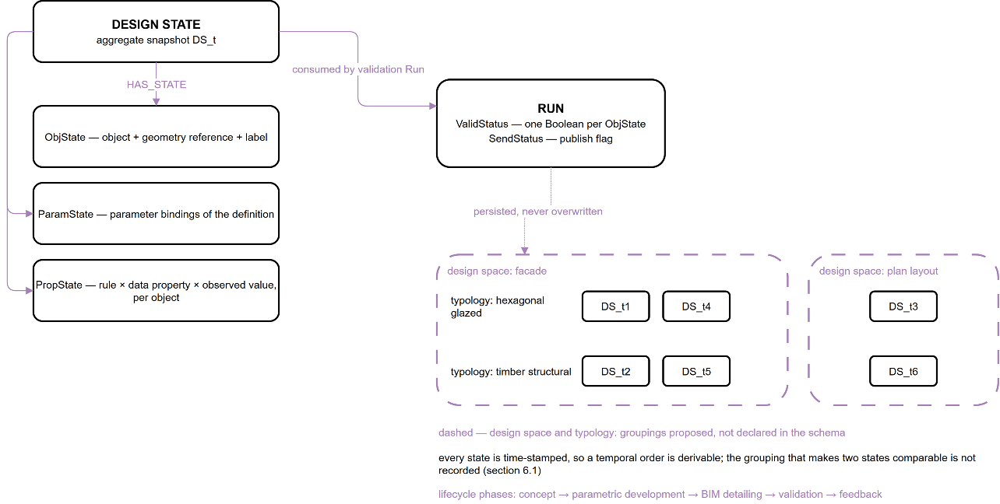 DESIGN STATE
aggregate snapshot DS_t
HAS_STATE
ObjState — object + geometry reference + label
ParamState — parameter bindings of the definition
PropState — rule × data property × observed value,
per object
consumed by validation Run
RUN
ValidStatus — one Boolean per ObjState
SendStatus — publish flag
persisted, never overwritten
design space: facade
typology: hexagonal
glazed
DS_t1
DS_t4
typology: timber structural
DS_t2
DS_t5
design space: plan layout
DS_t3
DS_t6
dashed — design space and typology: groupings proposed, not declared in the schema
every state is time-stamped, so a temporal order is derivable; the grouping that makes two states comparable is not
recorded (section 6.1)
lifecycle phases: concept → parametric development → BIM detailing → validation → feedback